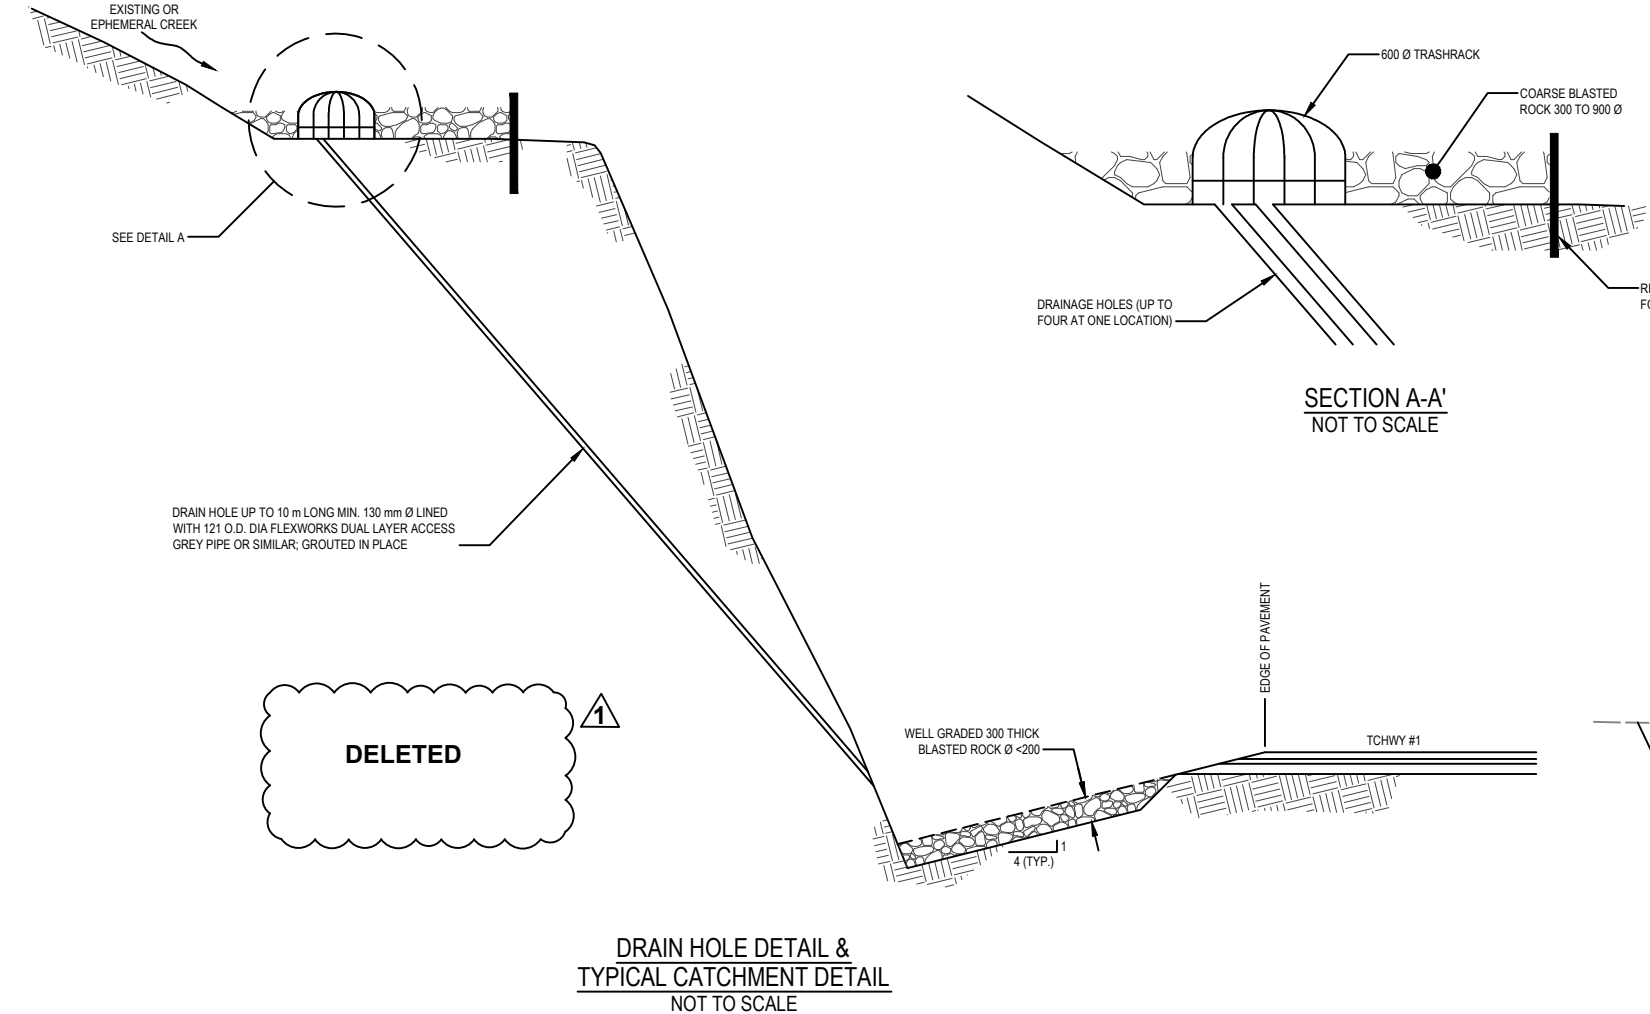 EXISTING OR
EPHEMERAL CREEK
SEE DETAIL A
DRAIN HOLE UP TO 10 m LONG MIN. 130 mm Ø LINED
WITH 121 O.D. DIA FLEXWORKS DUAL LAYER ACCESS
GREY PIPE OR SIMILAR; GROUTED IN PLACE
DELETED
1
600 Ø TRASHRACK
COARSE BLASTED
ROCK 300 TO 900 Ø
DRAINAGE HOLES (UP TO
FOUR AT ONE LOCATION)
SECTION A-A'
NOT TO SCALE
EDGE OF PAVEMENT
WELL GRADED 300 THICK
BLASTED ROCK Ø <200
TCHWY #1
1
4 (TYP.)
DRAIN HOLE DETAIL &
TYPICAL CATCHMENT DETAIL
NOT TO SCALE